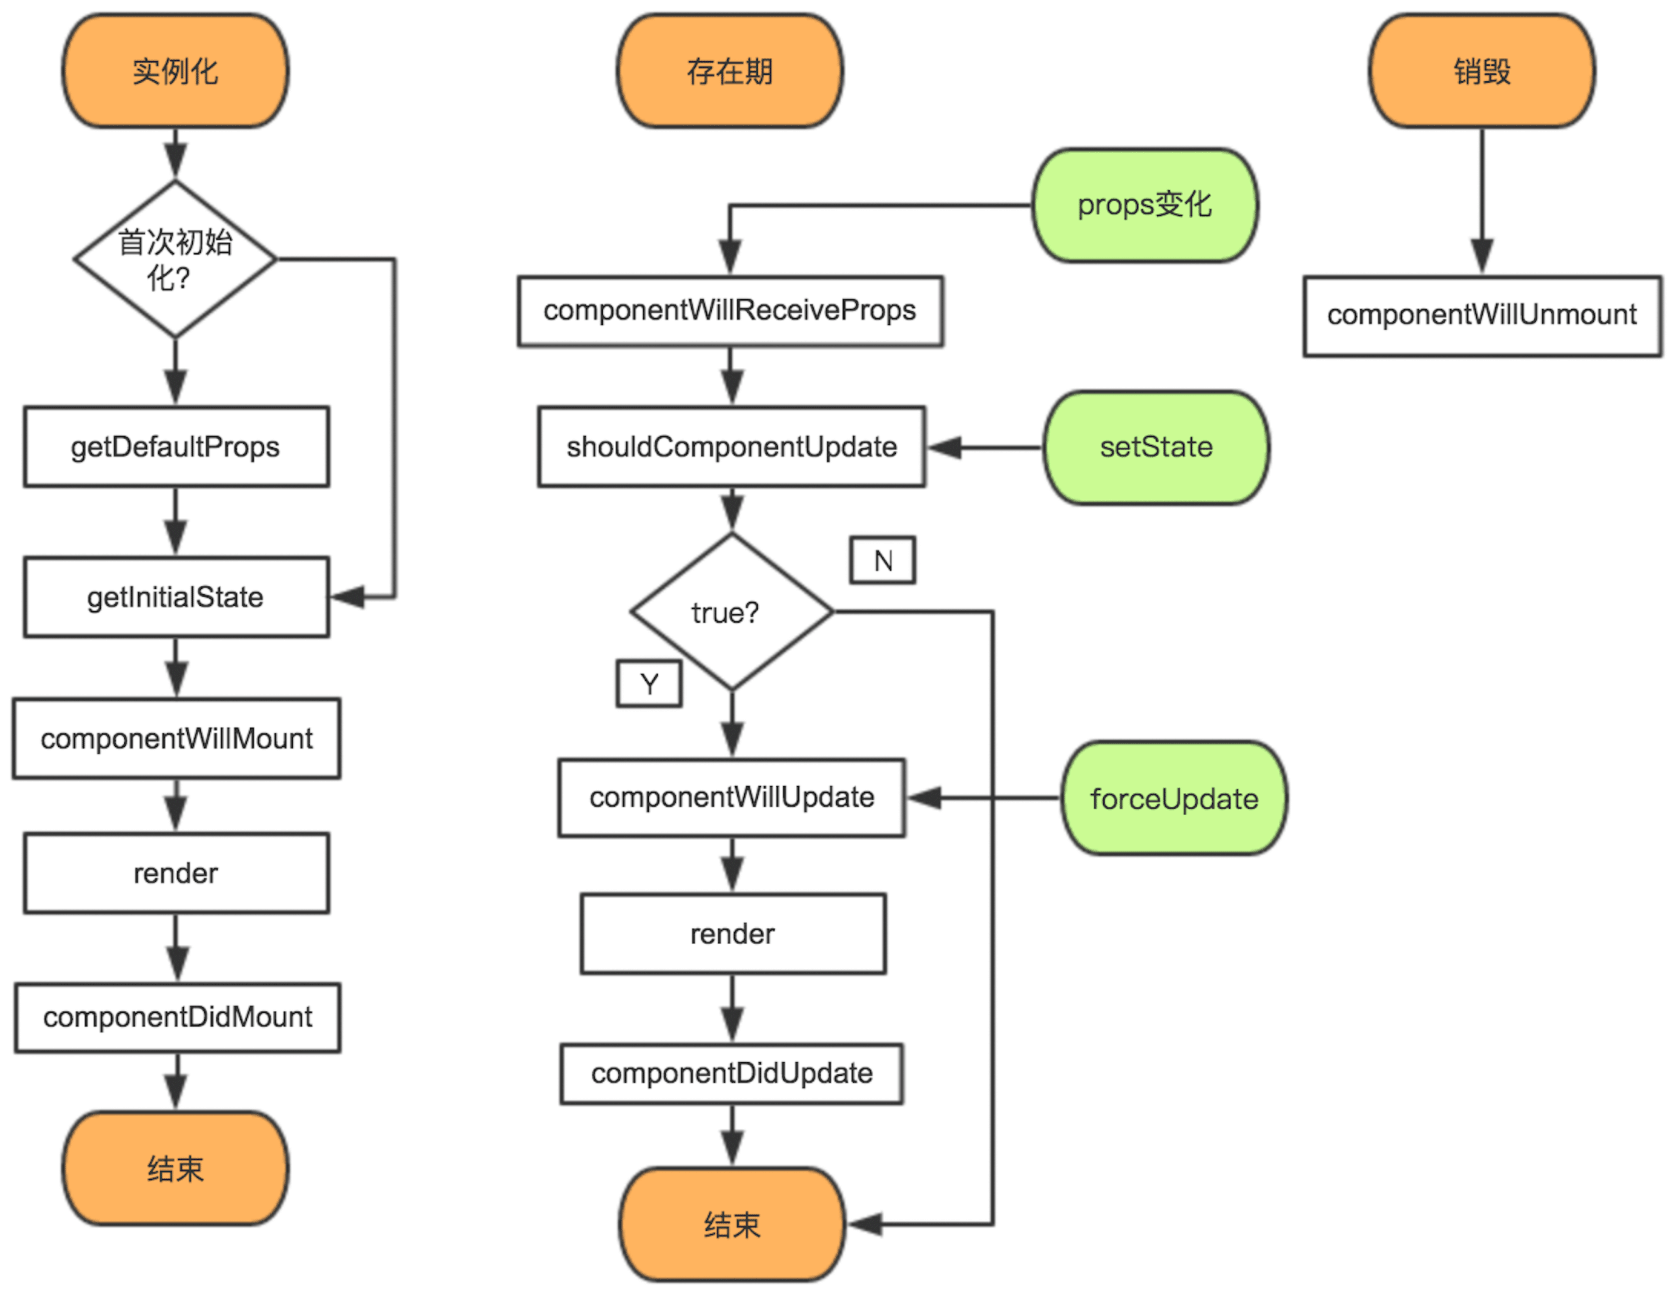 实例化
首次初始
化?
getDefaultProps
getInitialState
componentWillMount
render
componentDidMount
结束
存在期
props变化
componentWillReceiveProps
shouldComponentUpdate
setState
N
true?
Y
componentWillUpdate
forceUpdate
render
componentDidUpdate
结束
销毁
componentWillUnmount